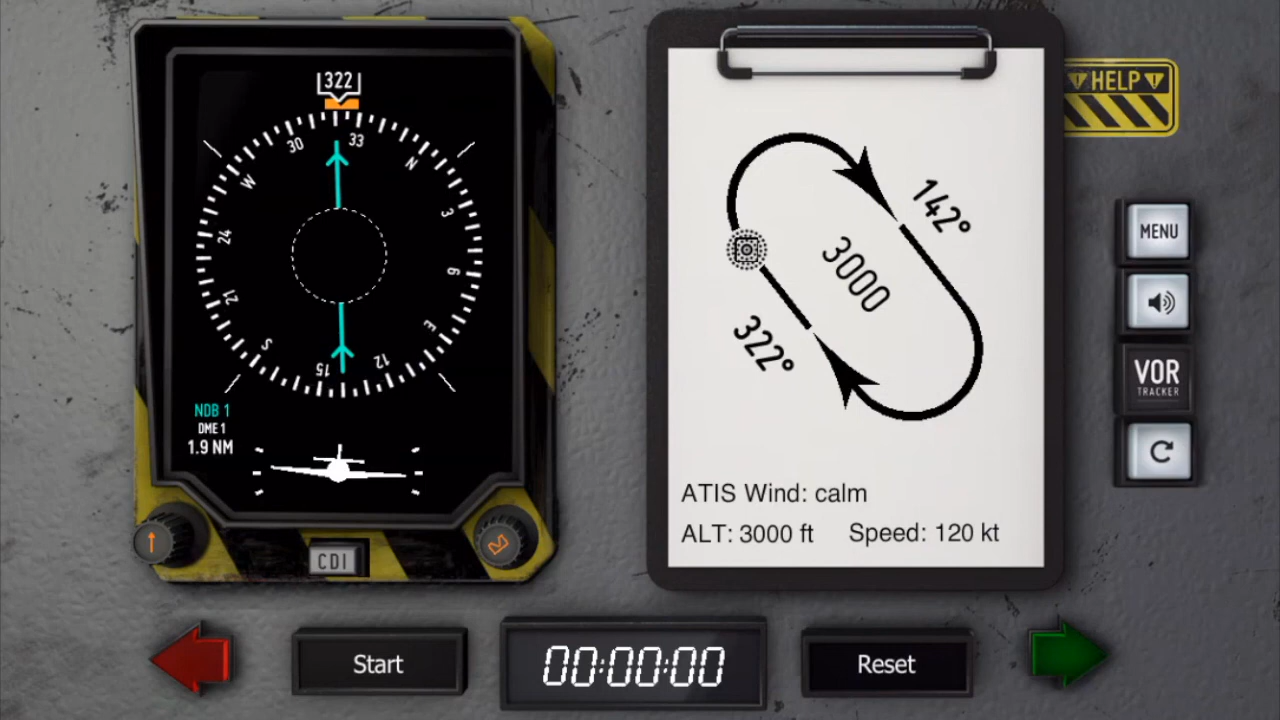 322
33
N
3
6
E
12
15
S
21
24
W
30
NDB 1
DME 1
1.9 NM
CDI
142°
3000
322°
ATIS Wind: calm
ALT: 3000 ft Speed: 120 kt
HELP
MENU
VOR
TRACKER
Start
00:00:00
Reset